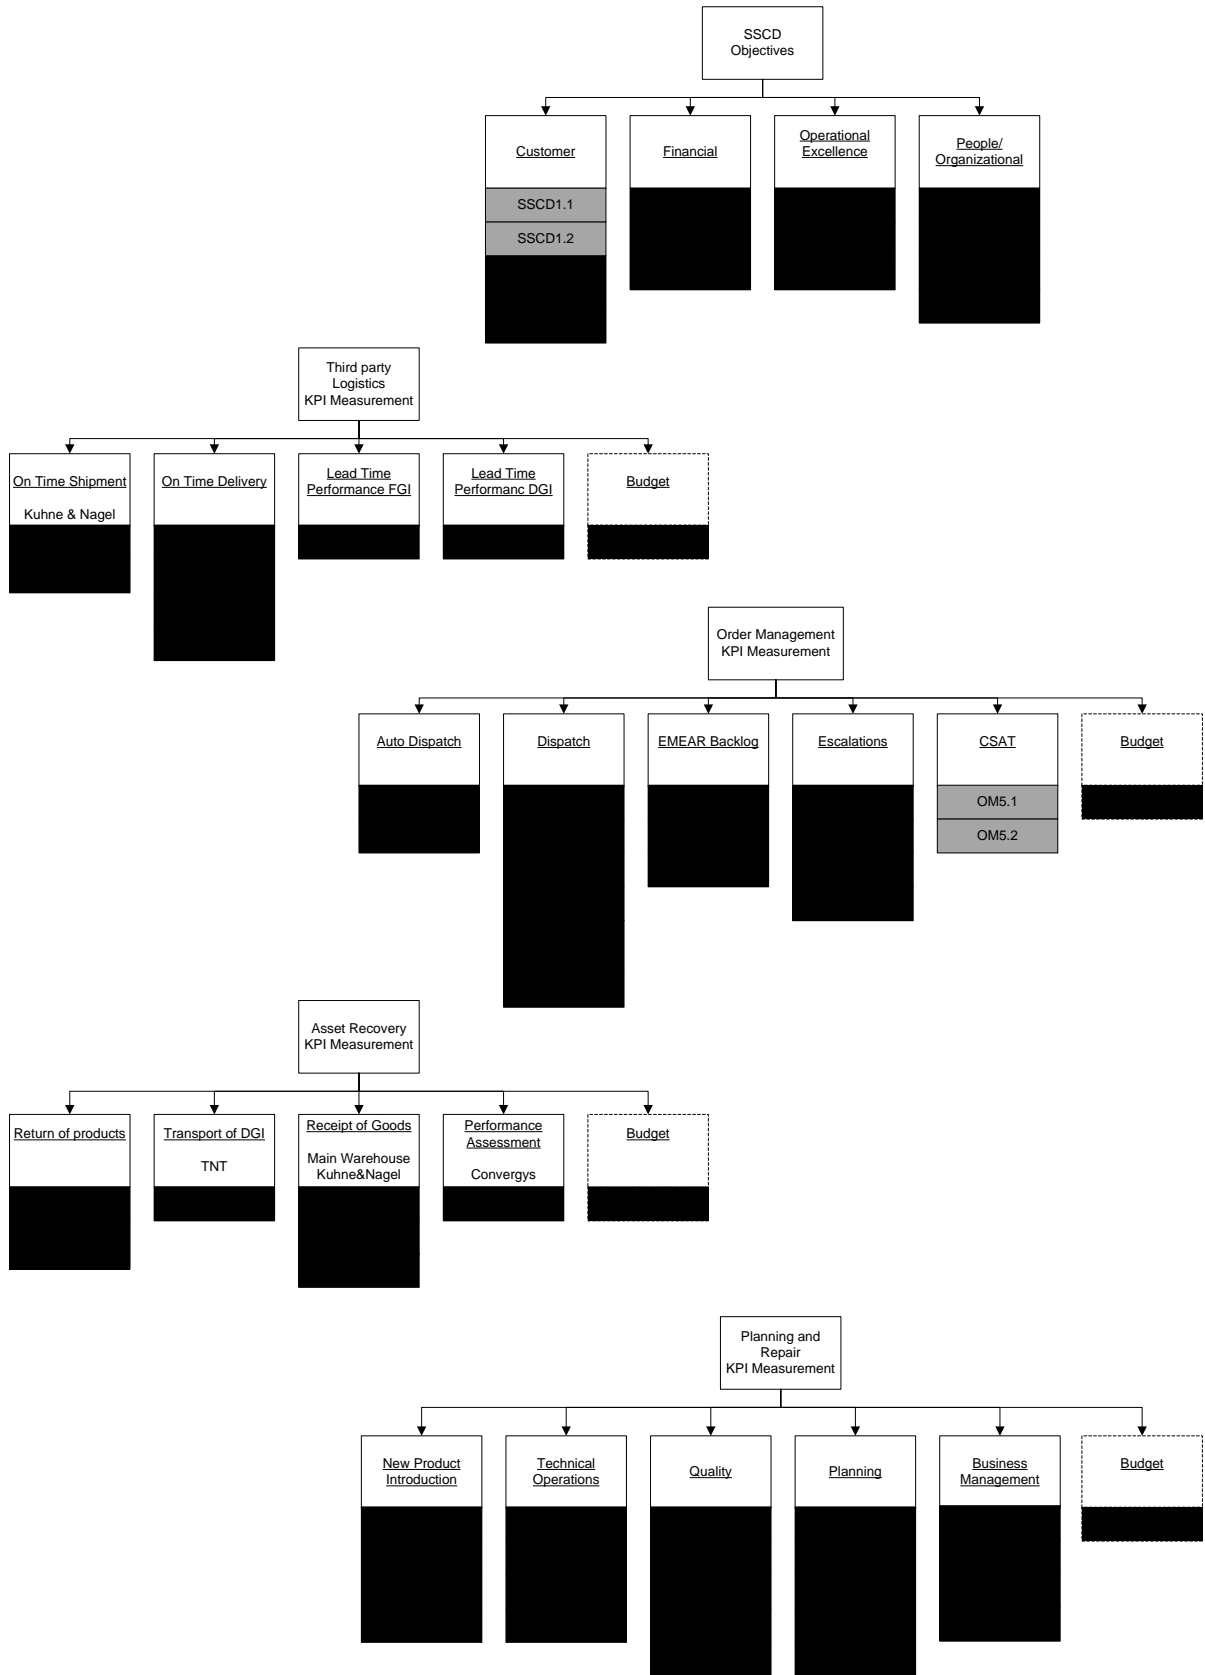 SSCD
Objectives
Customer
Financial
Operational
Excellence
People/
Organizational
SSCD1.1
SSCD1.2
Third party
Logistics
KPI Measurement
On Time Shipment
Kuhne & Nagel
On Time Delivery
Lead Time
Performance FGI
Lead Time
Performanc DGI
Budget
Order Management
KPI Measurement
Auto Dispatch
Dispatch
EMEAR Backlog
Escalations
CSAT
Budget
OM5.1
OM5.2
Asset Recovery
KPI Measurement
Return of products
Transport of DGI
TNT
Receipt of Goods
Main Warehouse
Kuhne&Nagel
Performance
Assessment
Convergys
Budget
Planning and
Repair
KPI Measurement
New Product
Introduction
Technical
Operations
Quality
Planning
Business
Management
Budget